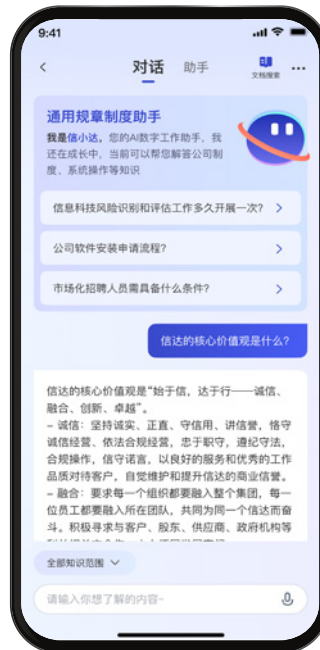 9:41
对话 助手
文档搜索
通用规章制度助手
我是信小达，您的AI数字工作助手，我
还在成长中，当前可以帮您解答公司制
度、系统操作等知识
信息科技风险识别和评估工作多久开展一次？
公司软件安装申请流程？
市场化招聘人员需具备什么条件？
信达的核心价值观是什么？
信达的核心价值观是“始于信，达于行——诚信、
融合、创新、卓越”。
– 诚信：坚持诚实、正直、守信用、讲信誉，恪守
诚信经营、依法合规经营，忠于职守，遵纪守法，
合规操作，信守诺言，以良好的服务和优秀的工作
品质对待客户，自觉维护和提升信达的商业信誉。
– 融合：要求每一个组织都要融入整个集团，每一
位员工都要融入所在团队，共同为同一个信达而奋
斗。积极寻求与客户、股东、供应商、政府机构等
全部知识范围
请输入你想了解的内容~